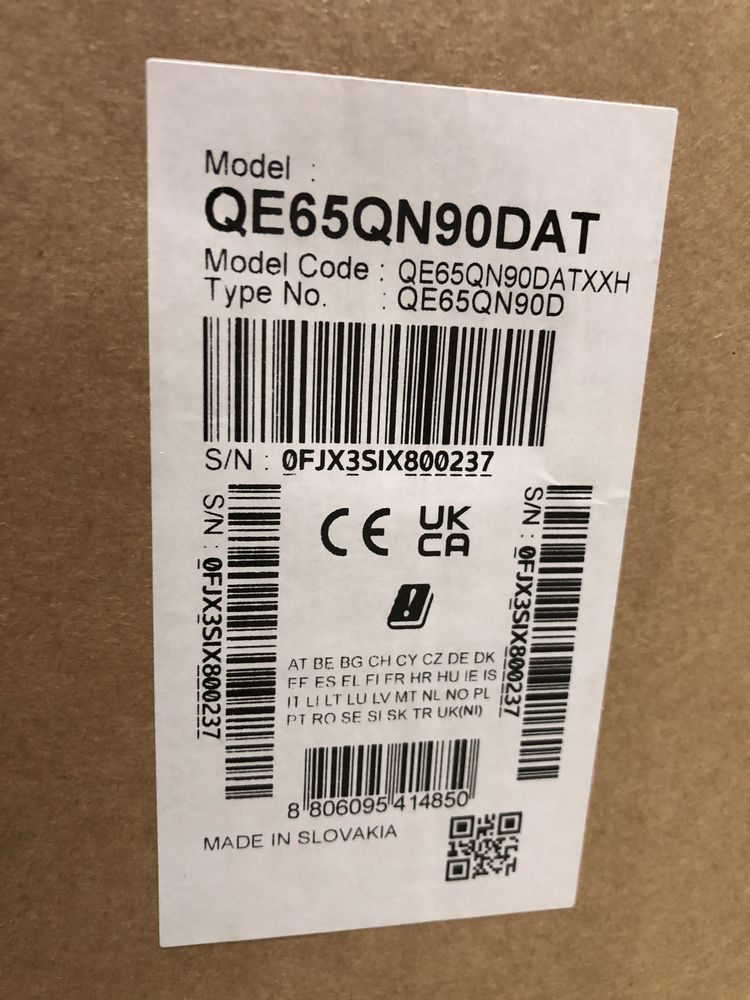 Model :
QE65QN90DAT
Model Code : QE65QN90DATXXH
Type No. : QE65QN90D
S/N : 0FJX3SIX800237
S/N : 0FJX3SIX800237
CE
UK
CA
S/N : 0FJX3SIX800237
AT BE BG CH CY CZ DE DK
EE ES EL FI FR HR HU IE IS
IT LI LT LU LV MT NL NO PL
PT RO SE SI SK TR UK(NI)
8 806095 414850
MADE IN SLOVAKIA